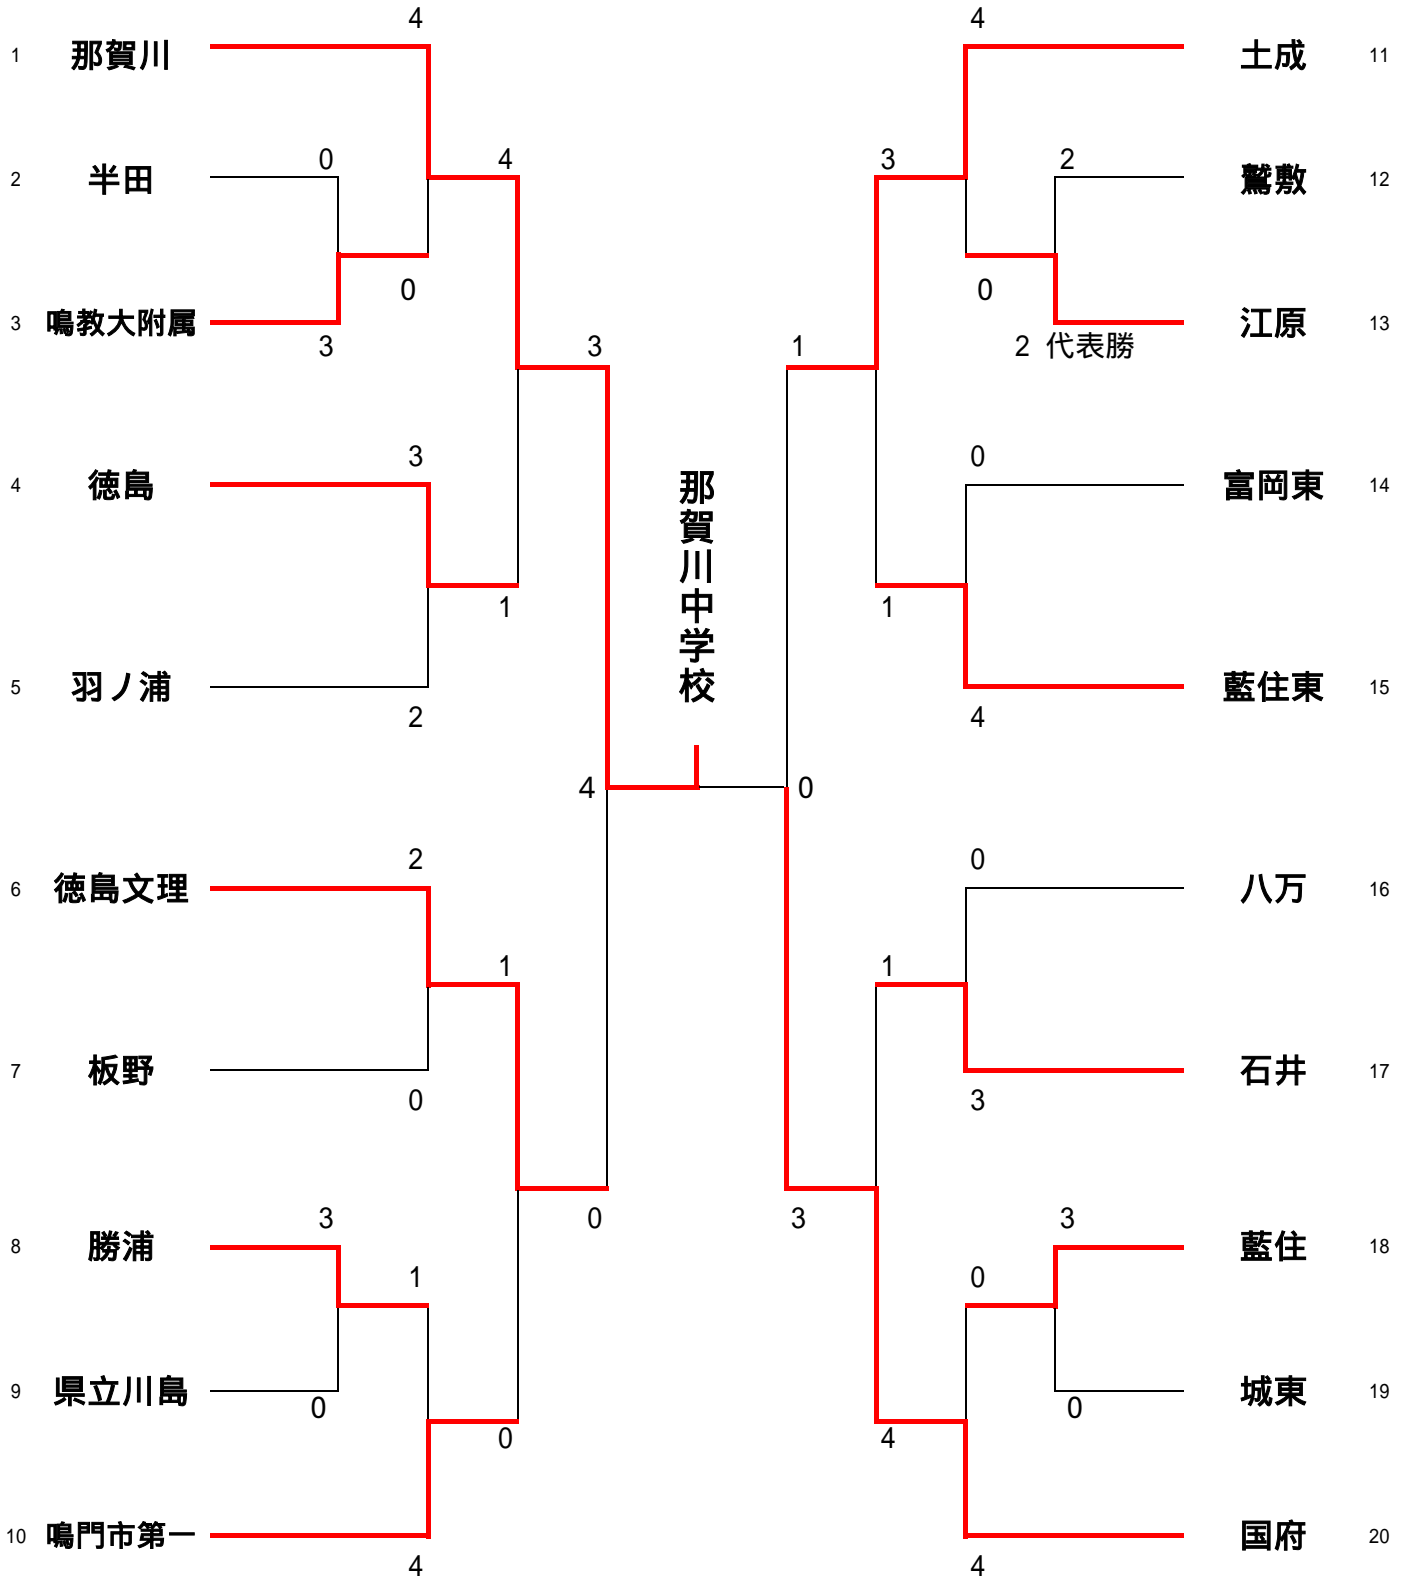 4 4
1 那賀川 土成 11
0 4 3 2
2 半田 鷲敷 12
0 0
3 鳴教大附属 江原 13
3 3 1 2 代表勝
3 0
4 徳島 富岡東 14
那賀川中学校
1 1
5 羽ノ浦 藍住東 15
2 4
4 0
2 0
6 徳島文理 八万 16
1 1
7 板野 石井 17
0 3
3 0 3 3
8 勝浦 藍住 18
1 0
9 県立川島 城東 19
0 0
0 4
10 鳴門市第一 国府 20
4 4